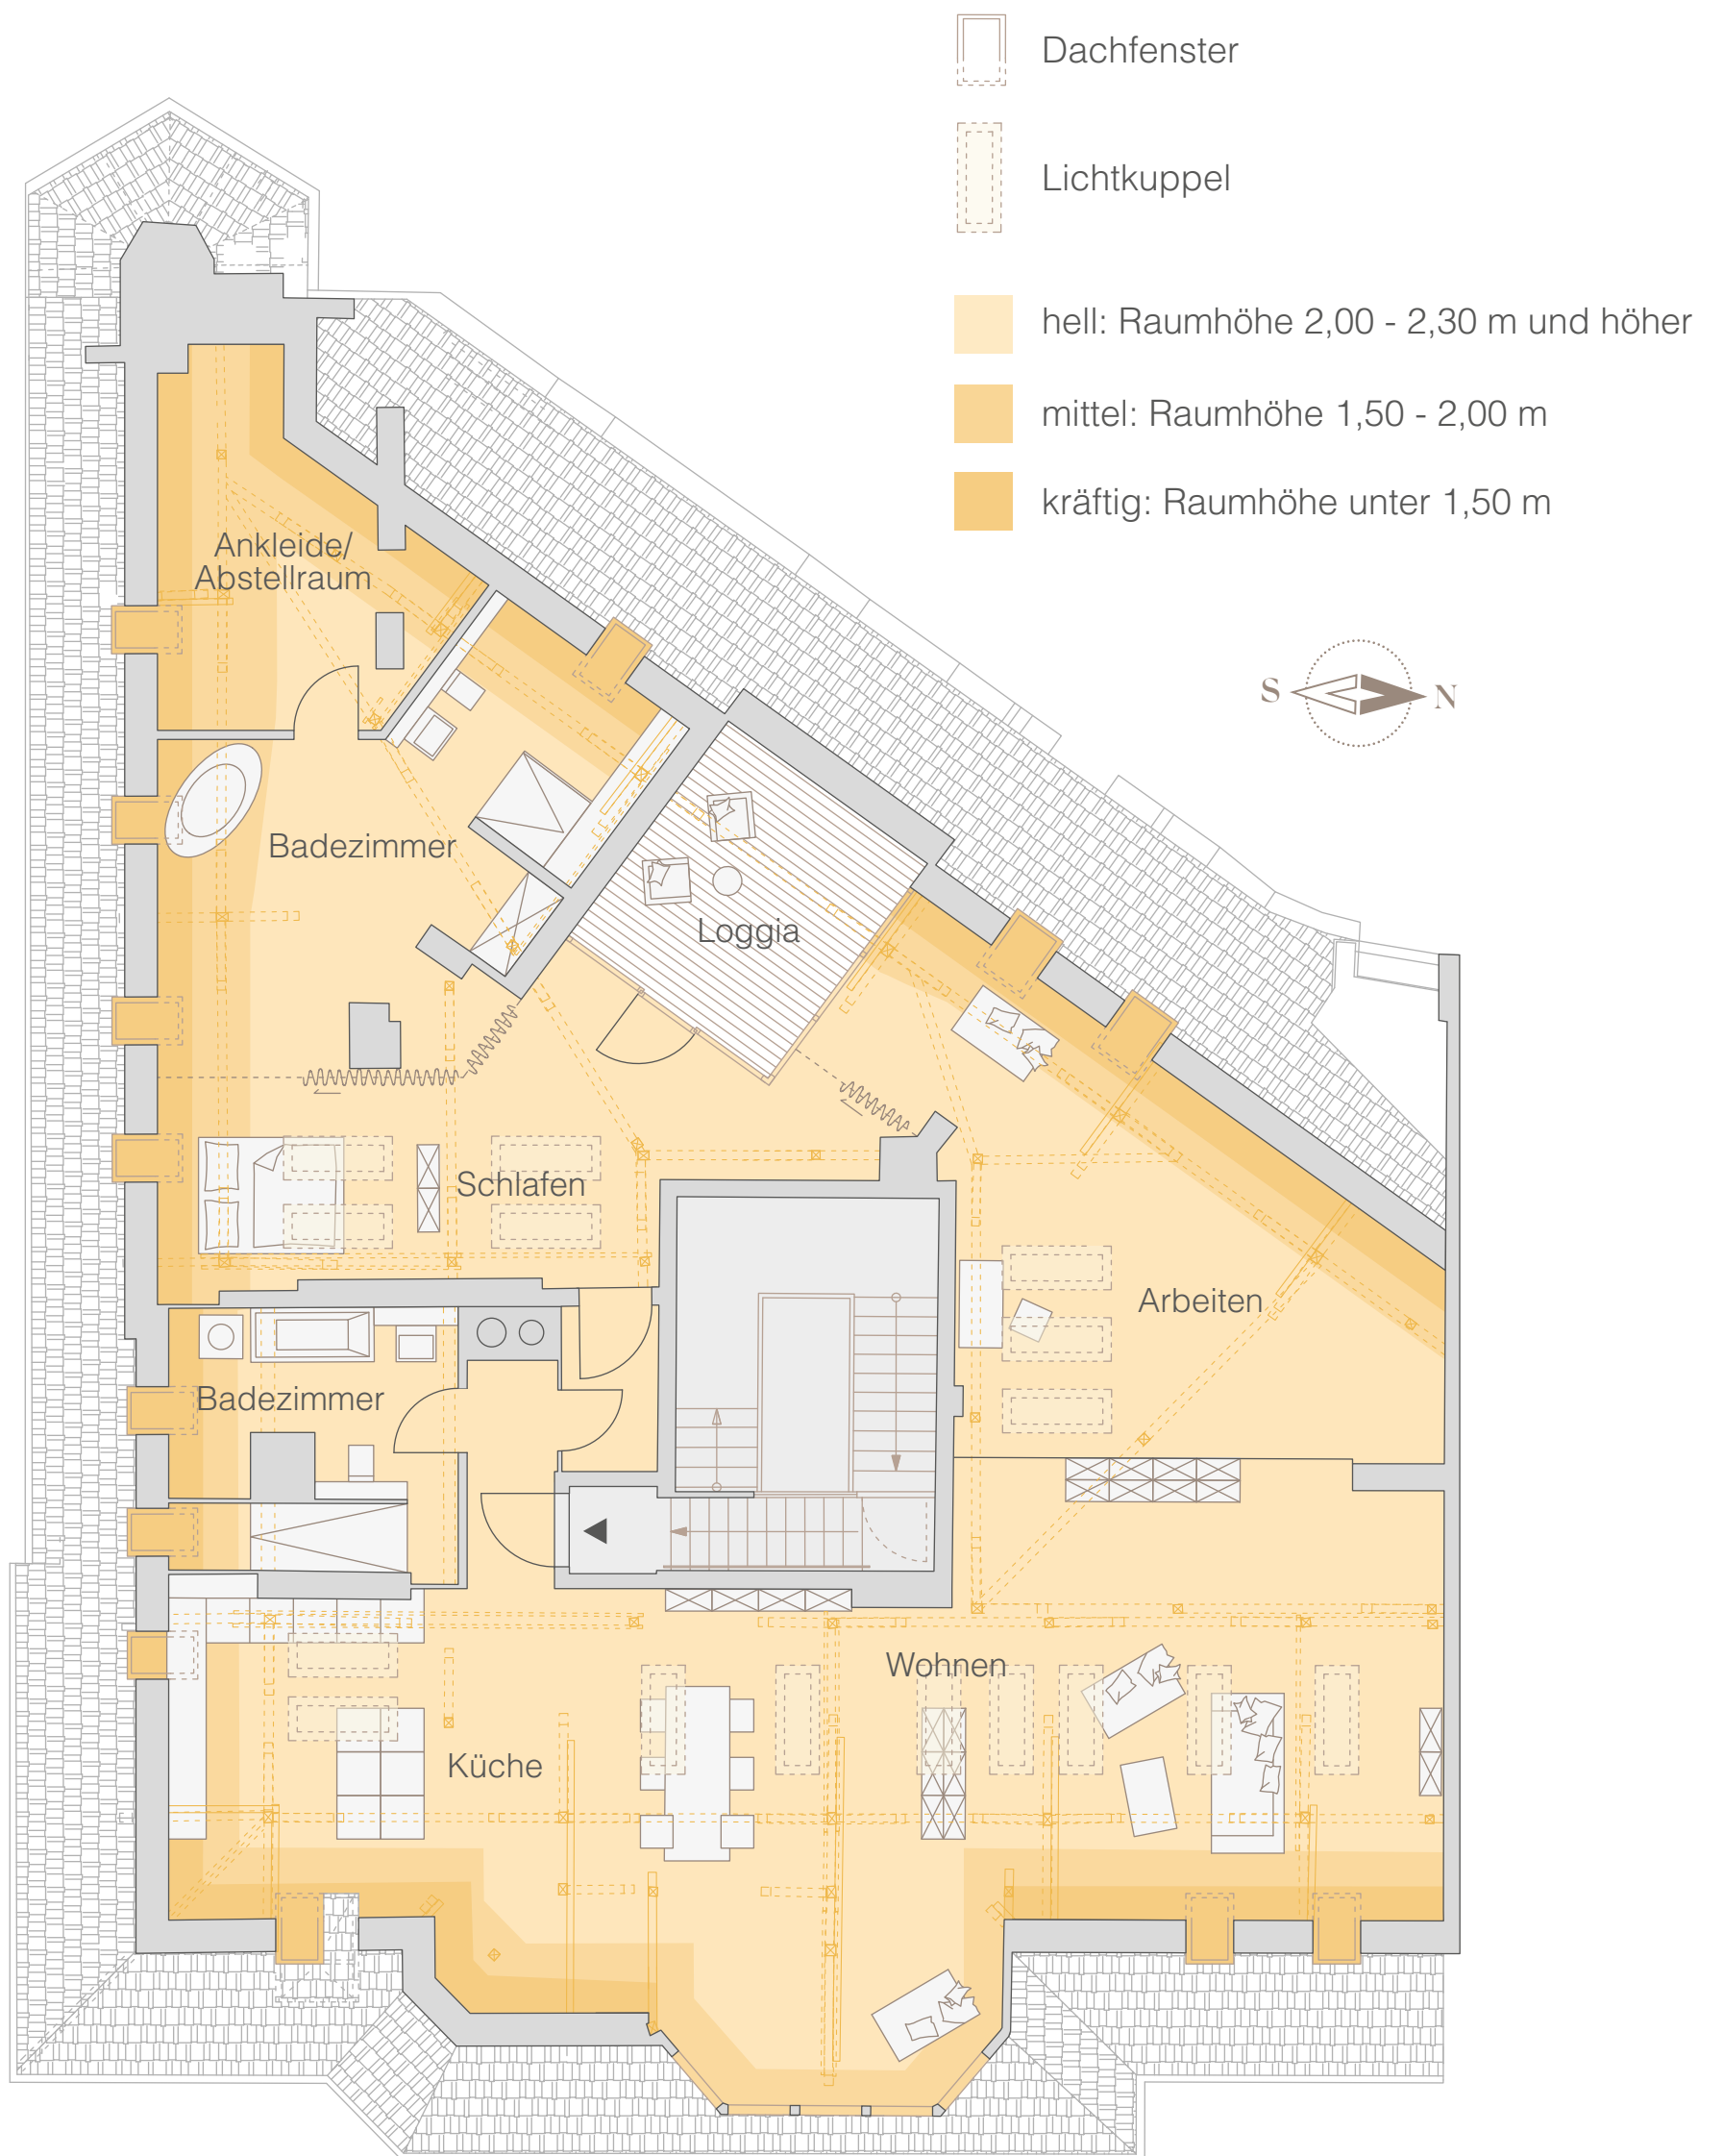 Dachfenster
Lichtkuppel
hell: Raumhöhe 2,00 - 2,30 m und höher
mittel: Raumhöhe 1,50 - 2,00 m
kräftig: Raumhöhe unter 1,50 m
Ankleide/
Abstellraum
S N
Badezimmer
Loggia
Schlafen
Arbeiten
Badezimmer
Wohnen
Küche